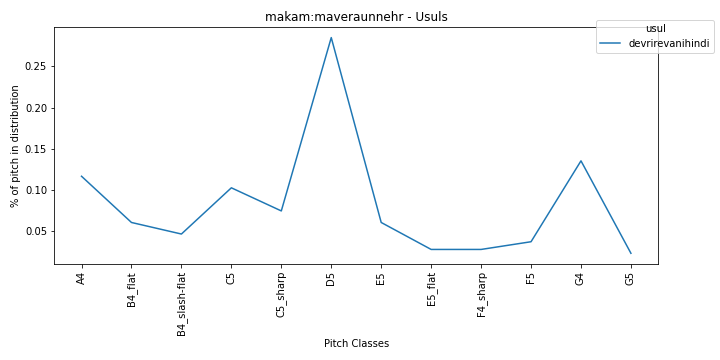 makam:maveraunnehr - Usuls
usul
devrirevanihindi
% of pitch in distribution
0.25
0.20
0.15
0.10
0.05
A4
B4_flat
B4_slash-flat
C5
C5_sharp
D5
E5
E5_flat
F4_sharp
F5
G4
G5
Pitch Classes